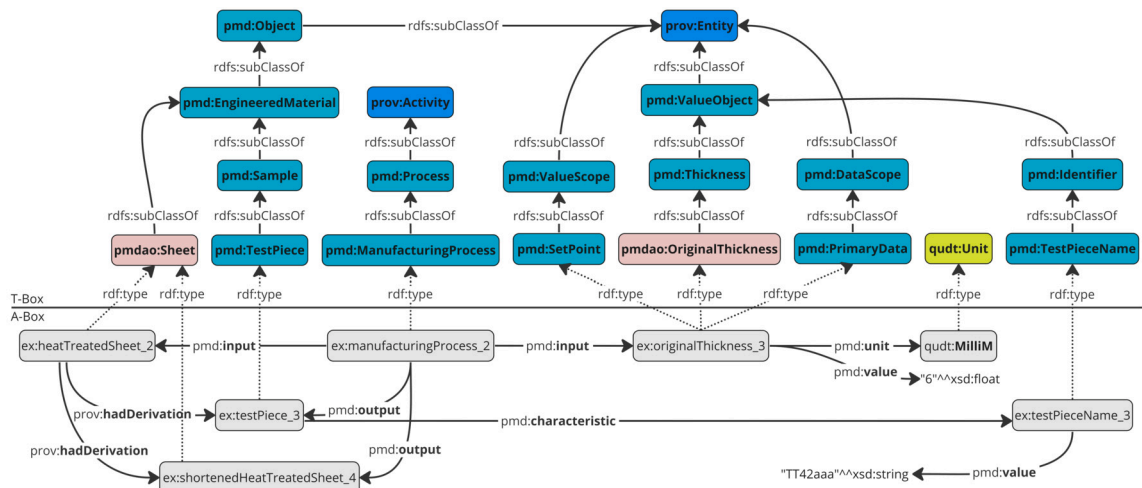 pmd:Object
rdfs:subClassOf
prov:Entity
rdfs:subClassOf
rdfs:subClassOf
pmd:EngineeredMaterial
prov:Activity
pmd:ValueObject
rdfs:subClassOf
rdfs:subClassOf
rdfs:subClassOf
rdfs:subClassOf
rdfs:subClassOf
rdfs:subClassOf
pmd:Sample
pmd:Process
pmd:ValueScope
pmd:Thickness
pmd:DataScope
pmd:Identifier
rdfs:subClassOf
rdfs:subClassOf
rdfs:subClassOf
rdfs:subClassOf
rdfs:subClassOf
rdfs:subClassOf
rdfs:subClassOf
pmdao:Sheet
pmd:TestPiece
pmd:ManufacturingProcess
pmd:SetPoint
pmdao:OriginalThickness
pmd:PrimaryData
qudt:Unit
pmd:TestPieceName
T-Box
rdf:type
rdf:type
rdf:type
rdf:type
rdf:type
rdf:type
rdf:type
rdf:type
rdf:type
A-Box
ex:heatTreatedSheet_2
pmd:input
ex:manufacturingProcess_2
pmd:input
ex:originalThickness_3
pmd:unit
qudt:MilliM
pmd:value
"6"^^xsd:float
prov:hadDerivation
ex:testPiece_3
pmd:output
pmd:characteristic
ex:testPieceName_3
prov:hadDerivation
pmd:output
ex:shortenedHeatTreatedSheet_4
"TT42aaa"^^xsd:string
pmd:value